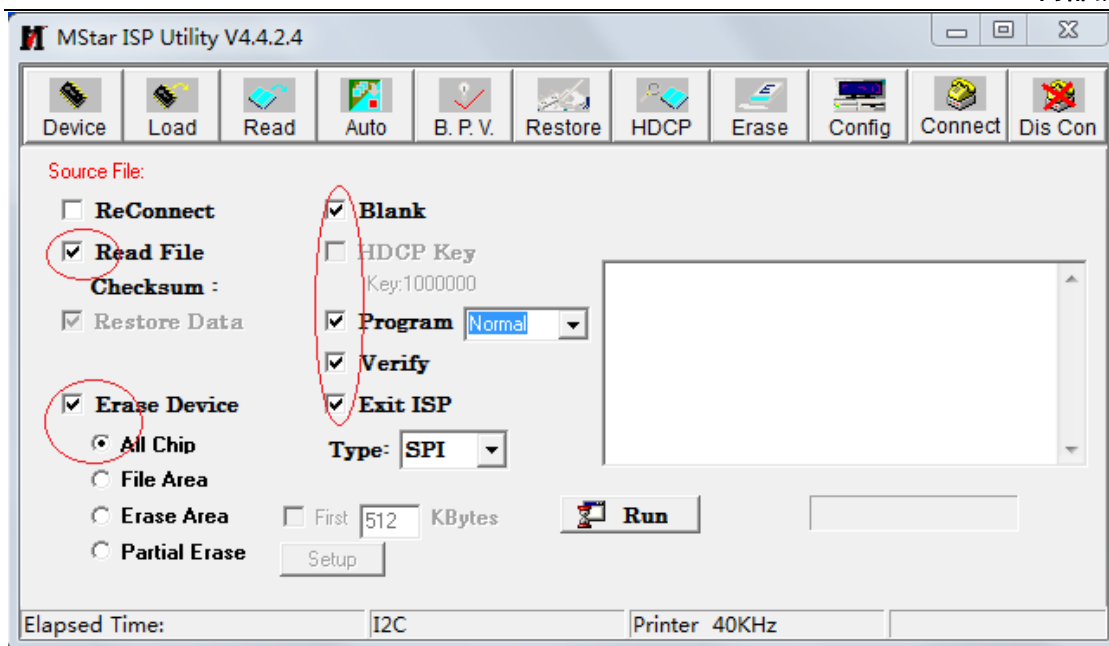 MStar ISP Utility V4.4.2.4
Device Load Read Auto B. P. V. Restore HDCP Erase Config Connect Dis Con
Source File:
ReConnect Blank
Read File HDCP Key
Checksum : Key:1000000
Restore Data Program Normal
Verify
Erase Device Exit ISP
All Chip Type: SPI
File Area
Erase Area First 512 KBytes Run
Partial Erase Setup
Elapsed Time: I2C Printer 40KHz